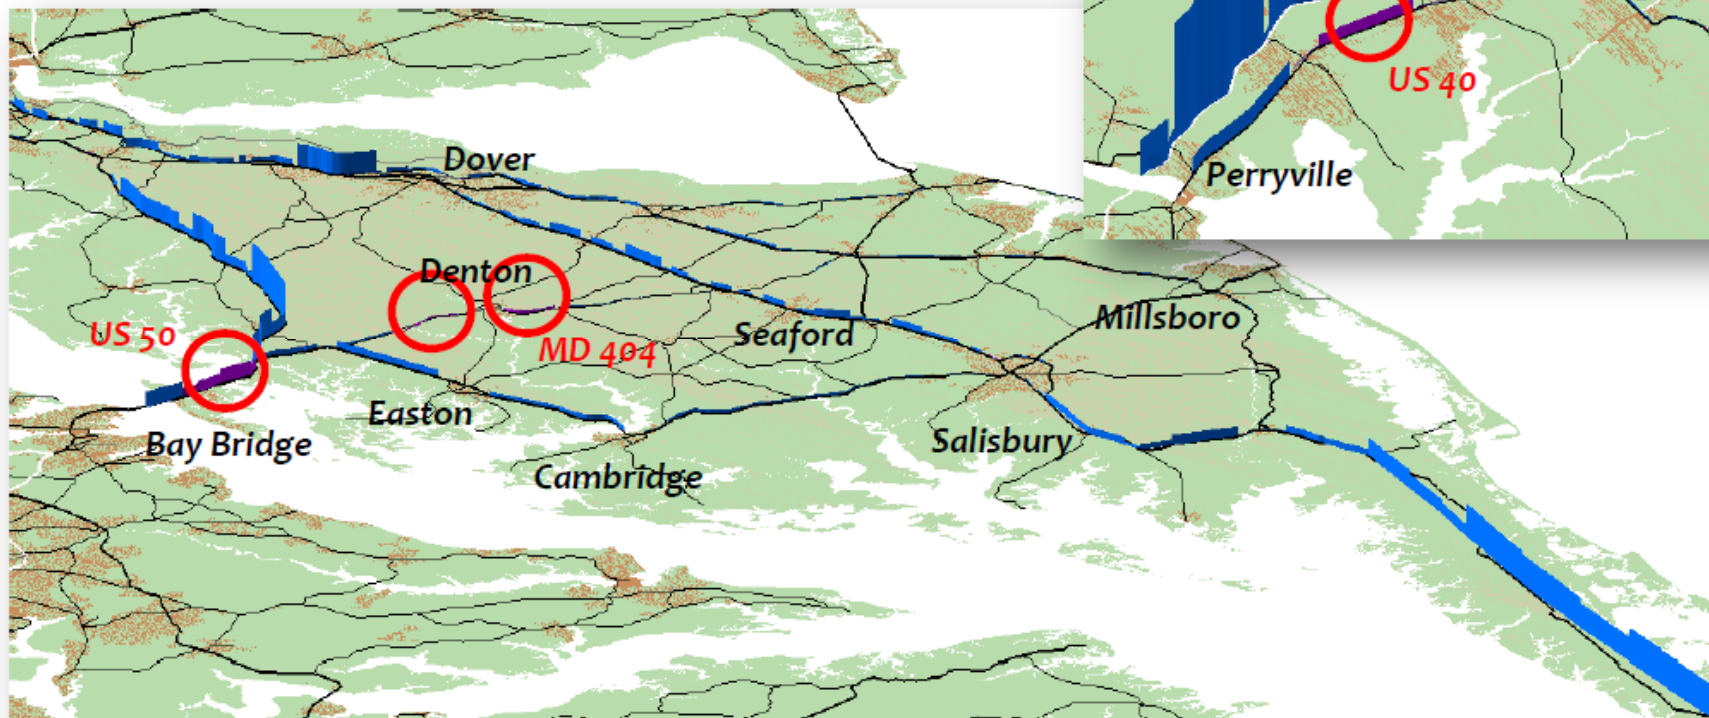 US 40
Perryville
Dover
Denton
US 50
MD 404
Seaford
Millsboro
Easton
Bay Bridge
Salisbury
Cambridge